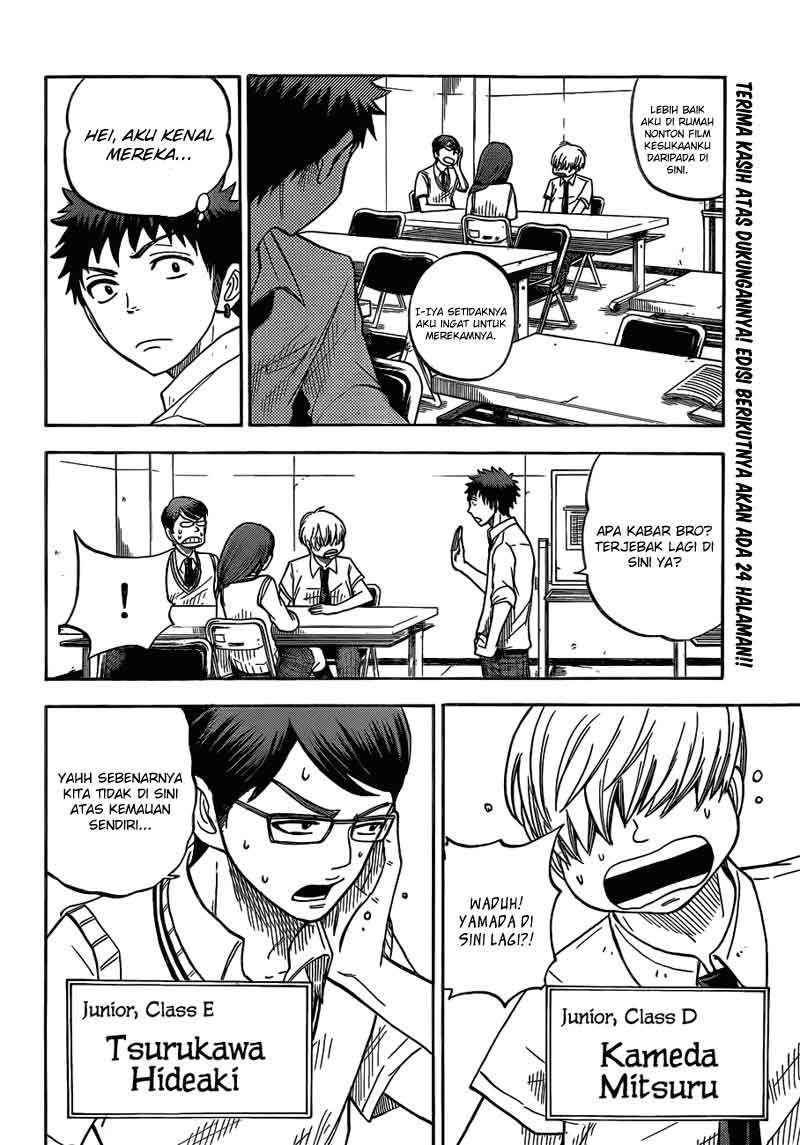 TERIMA KASIH ATAS DUKUNGANNYA! EDISI BERIKUTNYA AKAN ADA 24 HALAMAN!!
LEBIH BAIK
AKU DI RUMAH
NONTON FILM
KESUKAANKU
DARIPADA DI
SINI.
I-IYA SETIDAKNYA
AKU INGAT UNTUK
MEREKAMNYA.
HEI, AKU KENAL
MEREKA...
APA KABAR BRO?
TERJEBAK LAGI DI
SINI YA?
!
WADUH!
YAMADA DI
SINI LAGI?!
Junior, Class D
Kameda
Mitsuru
YAHH SEBENARNYA
KITA TIDAK DI SINI
ATAS KEMAUAN
SENDIRI...
Junior, Class E
Tsurukawa
Hideaki